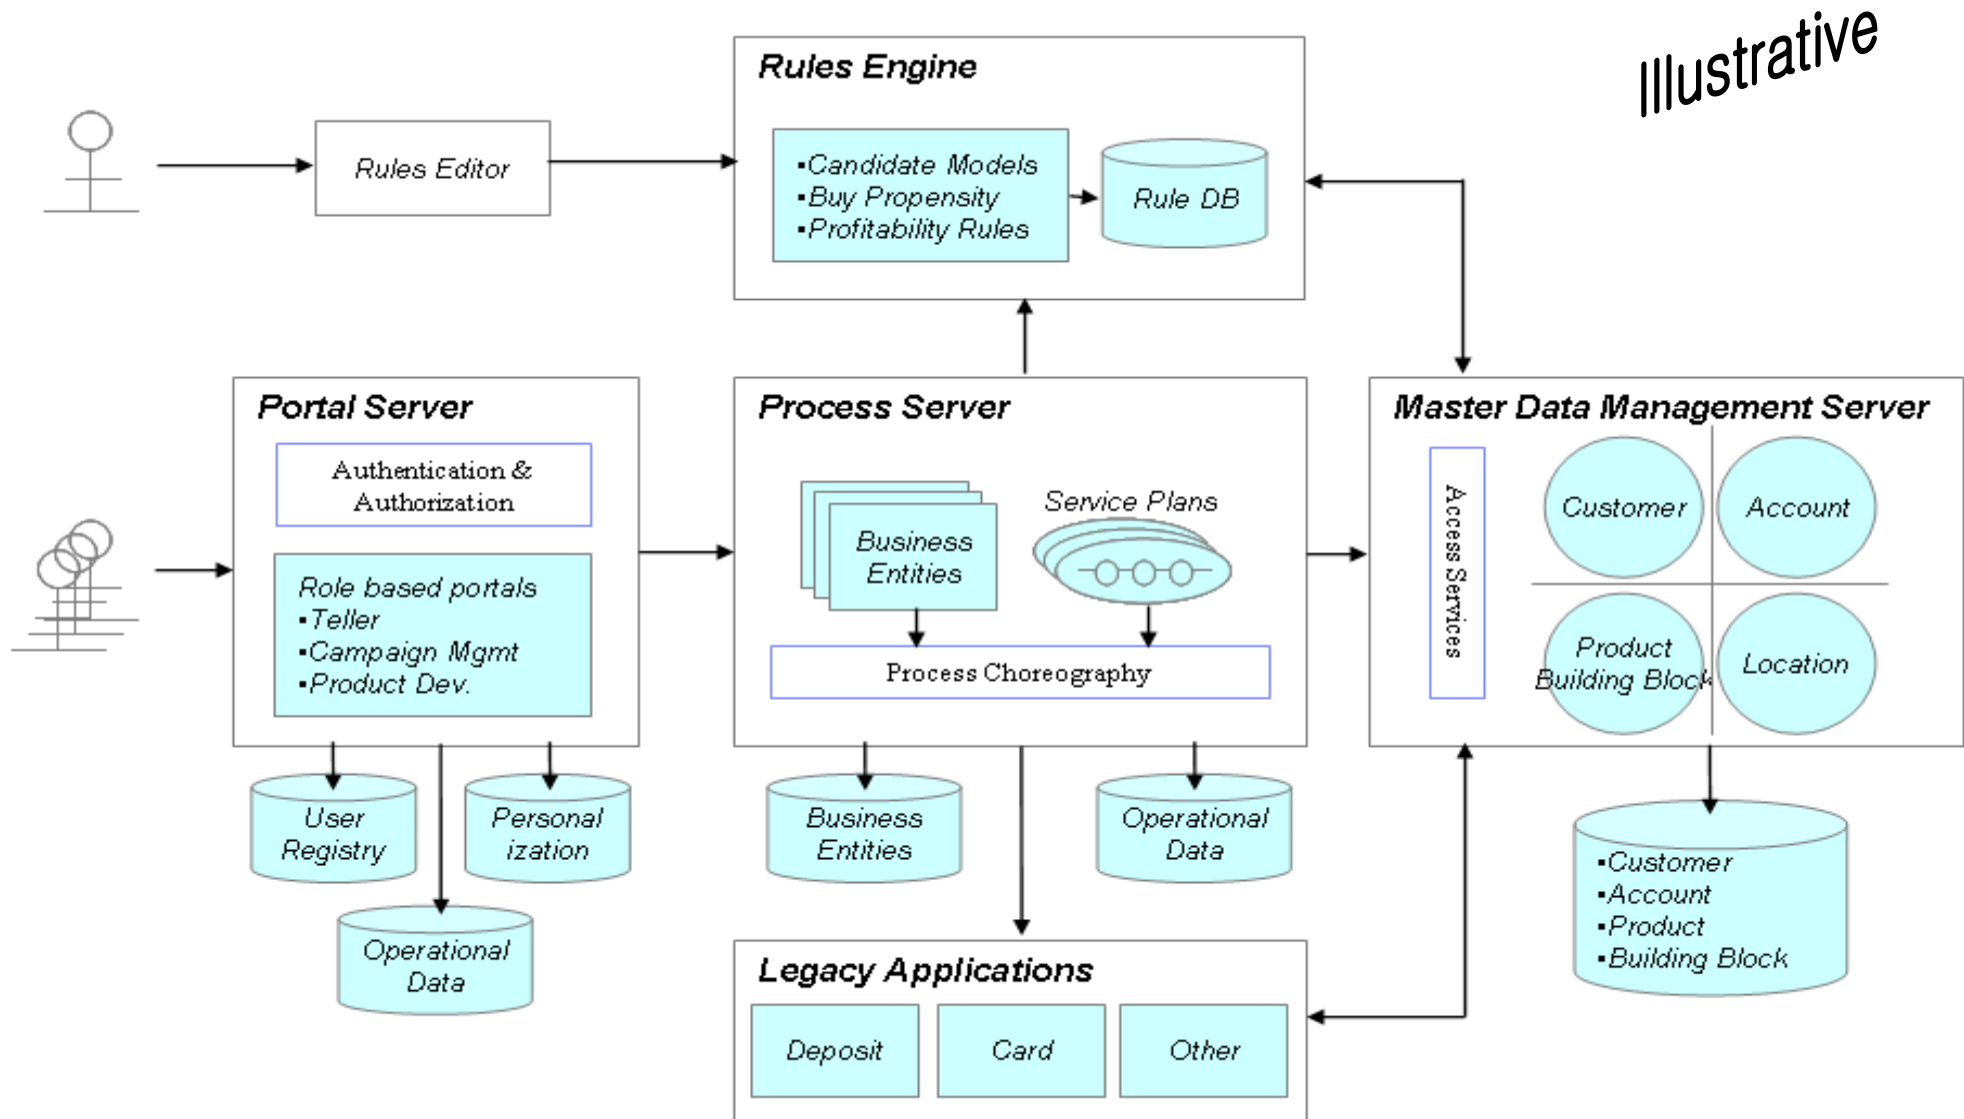 Illustrative
Rules Engine
Rules Editor
▪Candidate Models
▪Buy Propensity
▪Profitability Rules
Rule DB
Portal Server
Authentication &
Authorization
Role based portals
▪Teller
▪Campaign Mgmt
▪Product Dev.
Process Server
Business
Entities
Service Plans
Process Choreography
Master Data Management Server
Access Services
Customer
Account
Product
Building Block
Location
User
Registry
Personal
ization
Operational
Data
Business
Entities
Operational
Data
▪Customer
▪Account
▪Product
▪Building Block
Legacy Applications
Deposit
Card
Other